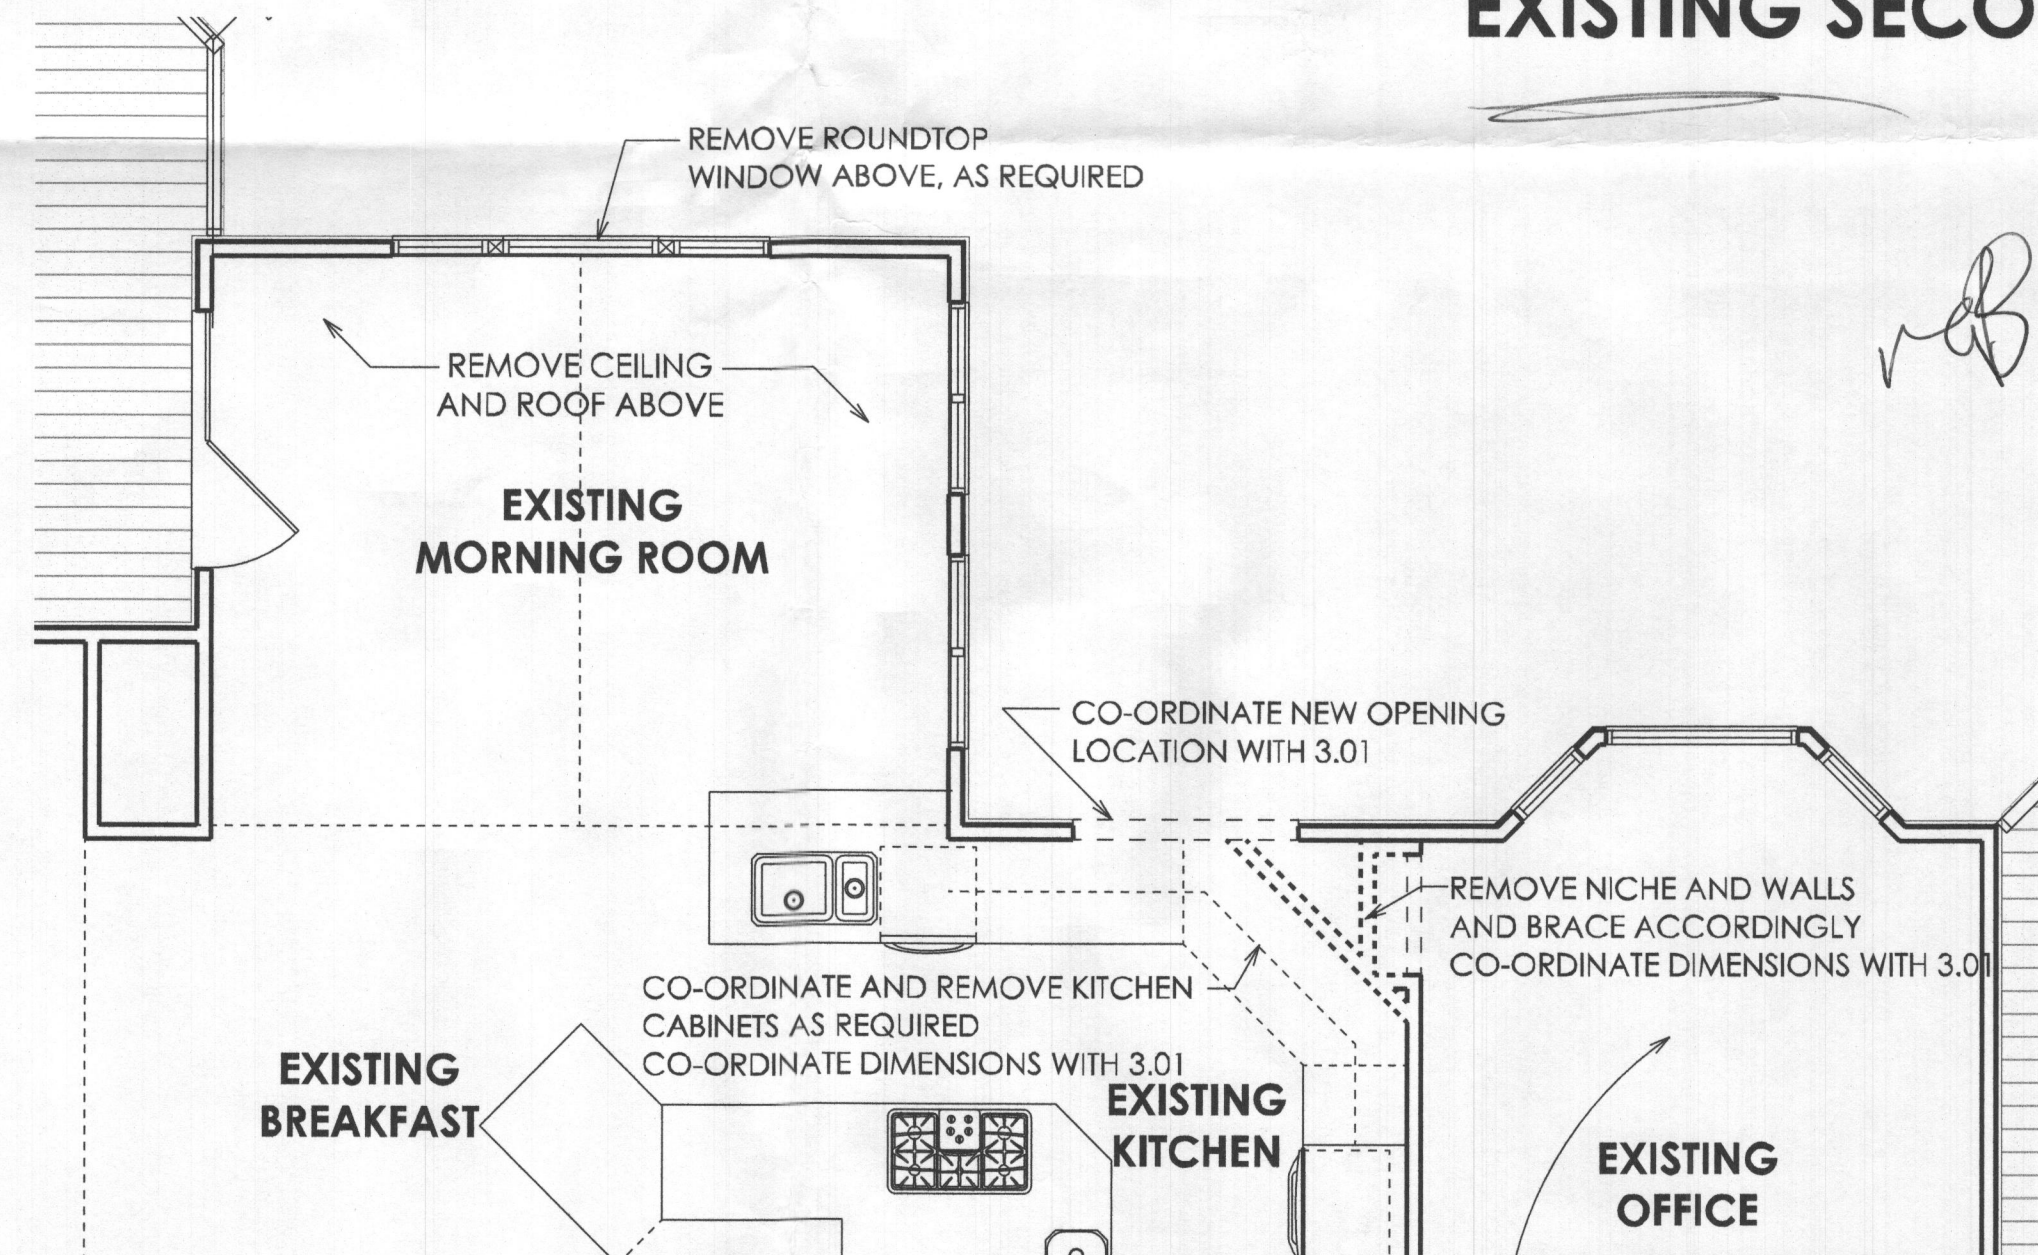 EXISTING SECO
REMOVE ROUNDTOP
WINDOW ABOVE, AS REQUIRED
REMOVE CEILING
AND ROOF ABOVE
EXISTING
MORNING ROOM
CO-ORDINATE NEW OPENING
LOCATION WITH 3.01
REMOVE NICHE AND WALLS
AND BRACE ACCORDINGLY
CO-ORDINATE DIMENSIONS WITH 3.01
CO-ORDINATE AND REMOVE KITCHEN
CABINETS AS REQUIRED
CO-ORDINATE DIMENSIONS WITH 3.01
EXISTING
BREAKFAST
EXISTING
KITCHEN
EXISTING
OFFICE